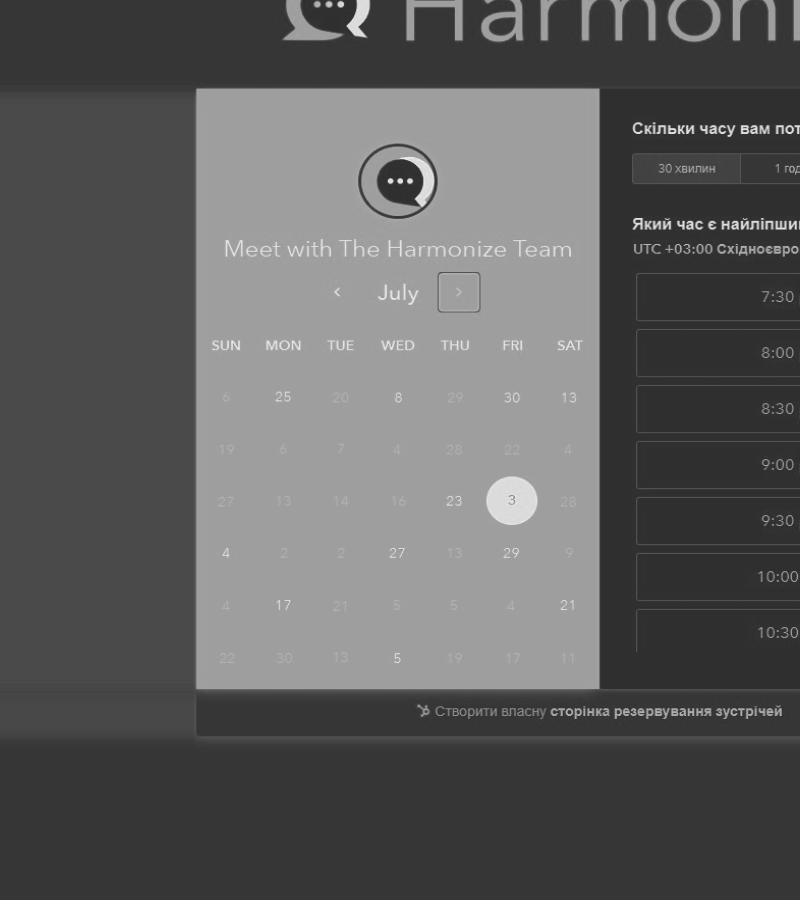 Harmoni
Meet with The Harmonize Team
July
SUN MON TUE WED THU FRI SAT
6 25 20 8 29 30 13
19 6 7 4 28 22 4
27 13 14 16 23 3 28
4 2 2 27 13 29 9
4 17 21 5 5 4 21
22 30 13 5 19 17 11
Скільки часу вам пот
30 хвилин 1 год
Який час є найліпши
UTC +03:00 Східноєвро
7:30
8:00
8:30
9:00
9:30
10:00
10:30
Створити власну сторінка резервування зустрічей